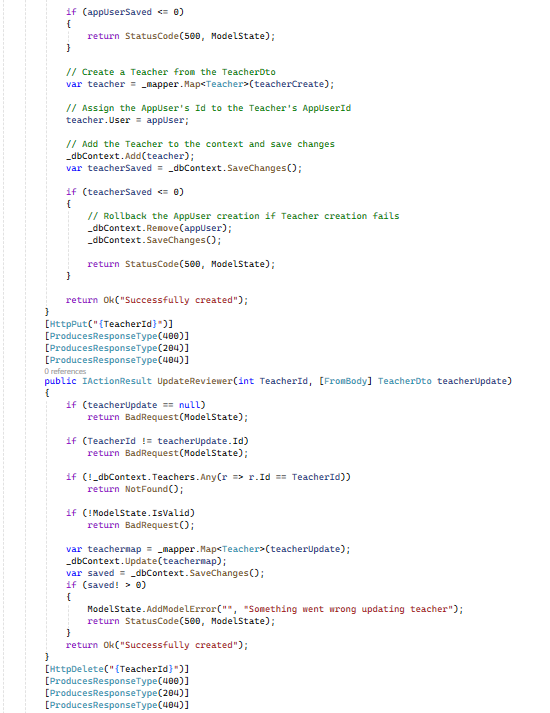 if (appUserSaved <= 0)
{
return StatusCode(500, ModelState);
}
// Create a Teacher from the TeacherDto
var teacher = _mapper.Map<Teacher>(teacherCreate);
// Assign the AppUser's Id to the Teacher's AppUserId
teacher.User = appUser;
// Add the Teacher to the context and save changes
_dbContext.Add(teacher);
var teacherSaved = _dbContext.SaveChanges();
if (teacherSaved <= 0)
{
// Rollback the AppUser creation if Teacher creation fails
_dbContext.Remove(appUser);
_dbContext.SaveChanges();
return StatusCode(500, ModelState);
}
return Ok("Successfully created");
}
[HttpPut("{TeacherId}")]
[ProducesResponseType(400)]
[ProducesResponseType(204)]
[ProducesResponseType(404)]
0 references
public IActionResult UpdateReviewer(int TeacherId, [FromBody] TeacherDto teacherUpdate)
{
if (teacherUpdate == null)
return BadRequest(ModelState);
if (TeacherId != teacherUpdate.Id)
return BadRequest(ModelState);
if (!_dbContext.Teachers.Any(r => r.Id == TeacherId))
return NotFound();
if (!ModelState.IsValid)
return BadRequest();
var teachermap = _mapper.Map<Teacher>(teacherUpdate);
_dbContext.Update(teachermap);
var saved = _dbContext.SaveChanges();
if (saved! > 0)
{
ModelState.AddModelError("", "Something went wrong updating teacher");
return StatusCode(500, ModelState);
}
return Ok("Successfully created");
}
[HttpDelete("{TeacherId}")]
[ProducesResponseType(400)]
[ProducesResponseType(204)]
[ProducesResponseType(404)]